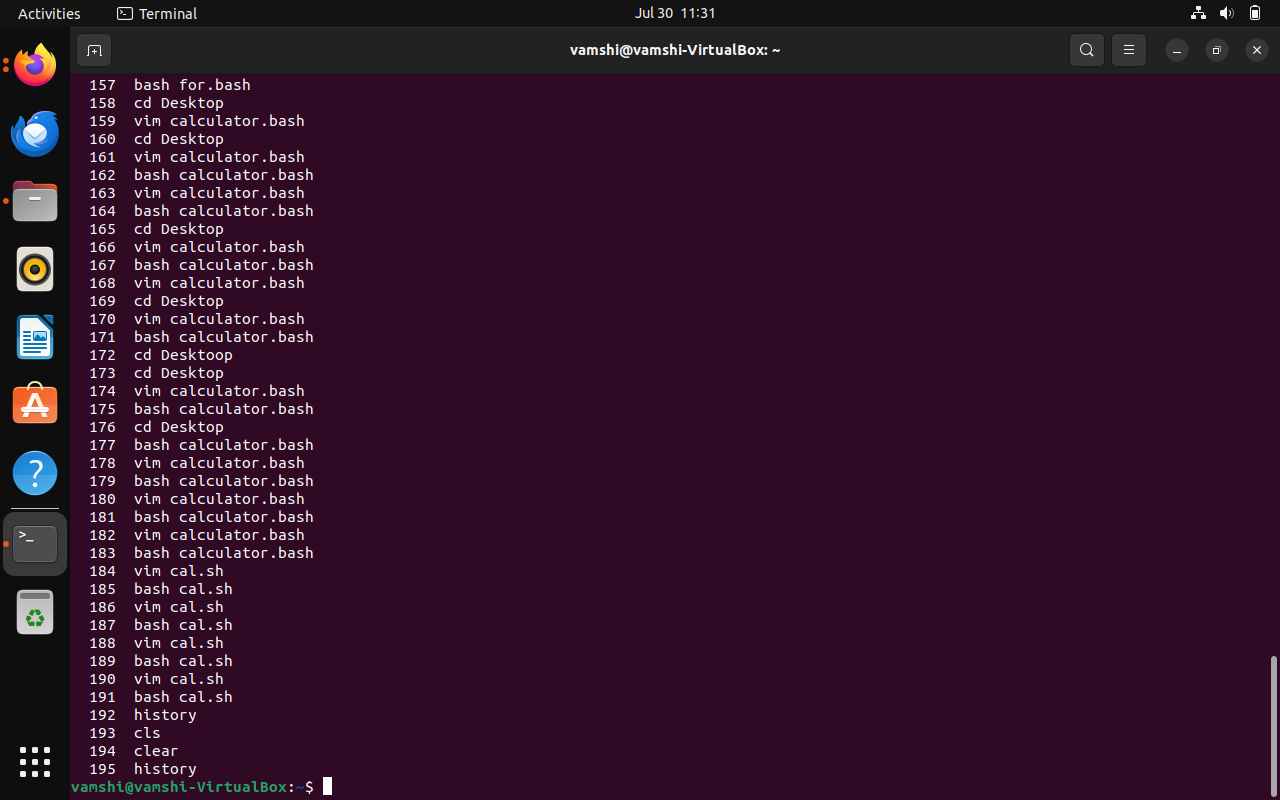 Activities Terminal Jul 30 11:31
vamshi@vamshi-VirtualBox: ~
157 bash for.bash
158 cd Desktop
159 vim calculator.bash
160 cd Desktop
161 vim calculator.bash
162 bash calculator.bash
163 vim calculator.bash
164 bash calculator.bash
165 cd Desktop
166 vim calculator.bash
167 bash calculator.bash
168 vim calculator.bash
169 cd Desktop
170 vim calculator.bash
171 bash calculator.bash
172 cd Desktoop
173 cd Desktop
174 vim calculator.bash
175 bash calculator.bash
176 cd Desktop
177 bash calculator.bash
178 vim calculator.bash
179 bash calculator.bash
180 vim calculator.bash
181 bash calculator.bash
182 vim calculator.bash
183 bash calculator.bash
184 vim cal.sh
185 bash cal.sh
186 vim cal.sh
187 bash cal.sh
188 vim cal.sh
189 bash cal.sh
190 vim cal.sh
191 bash cal.sh
192 history
193 cls
194 clear
195 history
vamshi@vamshi-VirtualBox:~$